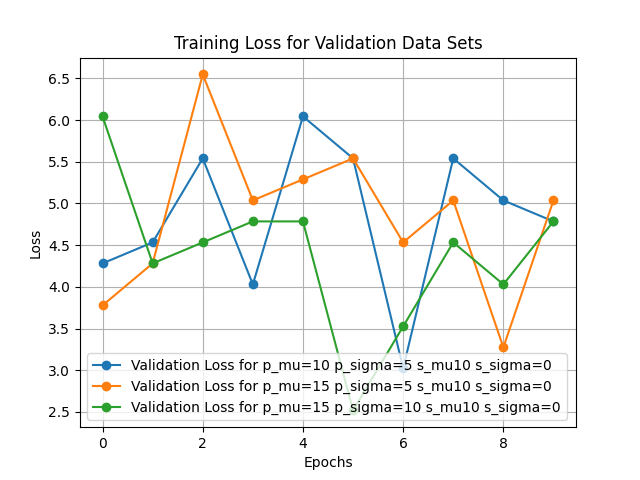 Training Loss for Validation Data Sets
6.5
6.0
5.5
5.0
4.5
4.0
3.5
3.0
2.5
Loss
Validation Loss for p_mu=10 p_sigma=5 s_mu10 s_sigma=0
Validation Loss for p_mu=15 p_sigma=5 s_mu10 s_sigma=0
Validation Loss for p_mu=15 p_sigma=10 s_mu10 s_sigma=0
0 2 4 6 8
Epochs